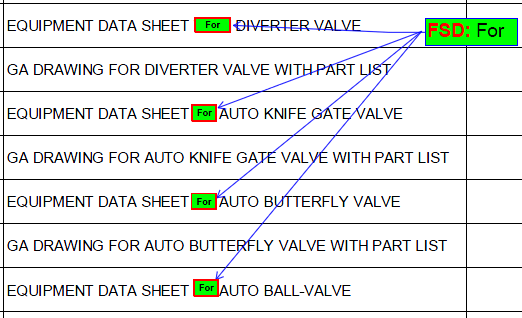 EQUIPMENT DATA SHEET For DIVERTER VALVE
FSD: For
GA DRAWING FOR DIVERTER VALVE WITH PART LIST
EQUIPMENT DATA SHEET For AUTO KNIFE GATE VALVE
GA DRAWING FOR AUTO KNIFE GATE VALVE WITH PART LIST
EQUIPMENT DATA SHEET For AUTO BUTTERFLY VALVE
GA DRAWING FOR AUTO BUTTERFLY VALVE WITH PART LIST
EQUIPMENT DATA SHEET For AUTO BALL-VALVE